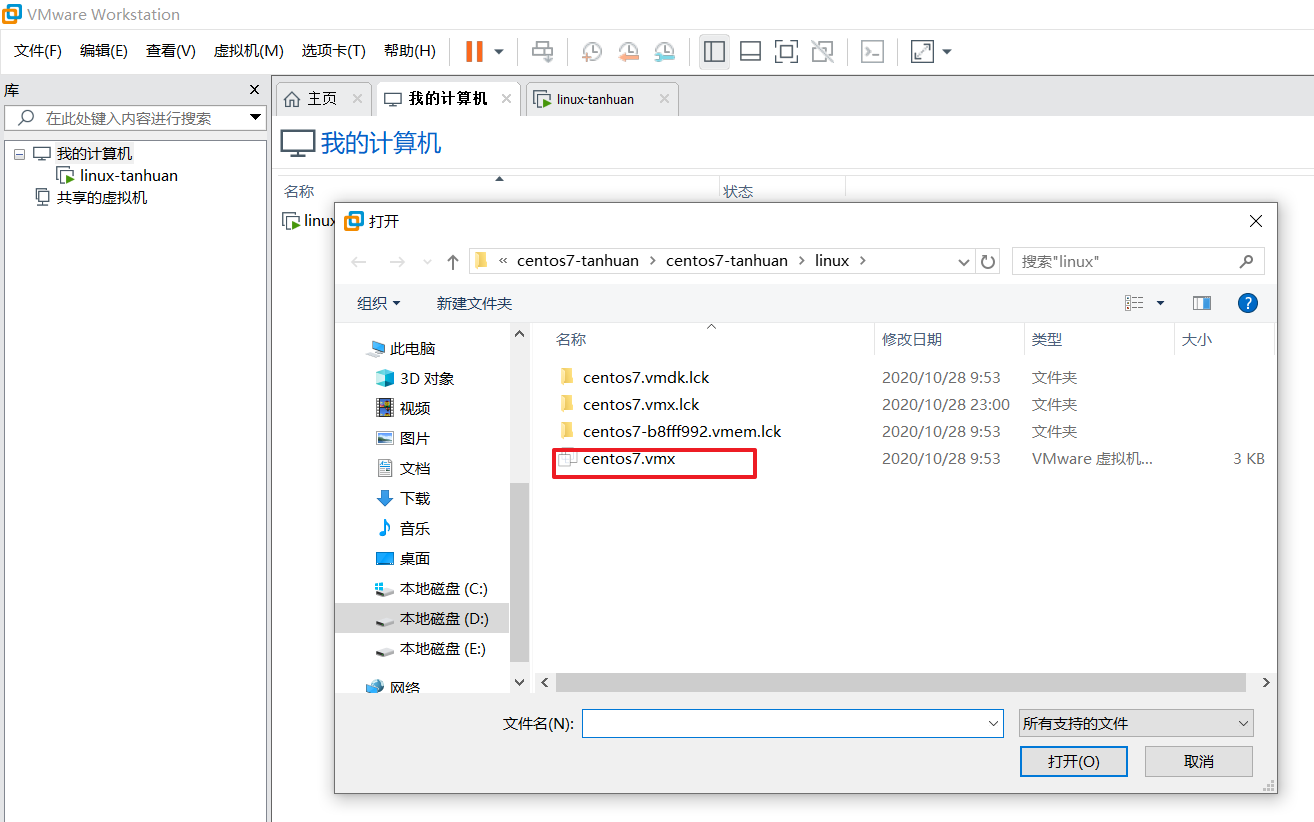 VMware Workstation
文件(F) 编辑(E) 查看(V) 虚拟机(M) 选项卡(T) 帮助(H)
库
在此处键入内容进行搜索
我的计算机
linux-tanhuan
共享的虚拟机
主页 我的计算机 linux-tanhuan
我的计算机
名称 状态
linux
打开
« centos7-tanhuan > centos7-tanhuan > linux >
搜索"linux"
组织 新建文件夹
此电脑
3D 对象
视频
图片
文档
下载
音乐
桌面
本地磁盘 (C:)
本地磁盘 (D:)
本地磁盘 (E:)
网络
名称 修改日期 类型 大小
centos7.vmdk.lck 2020/10/28 9:53 文件夹
centos7.vmx.lck 2020/10/28 23:00 文件夹
centos7-b8fff992.vmem.lck 2020/10/28 9:53 文件夹
centos7.vmx 2020/10/28 9:53 VMware 虚拟机... 3 KB
文件名(N):
所有支持的文件
打开(O) 取消